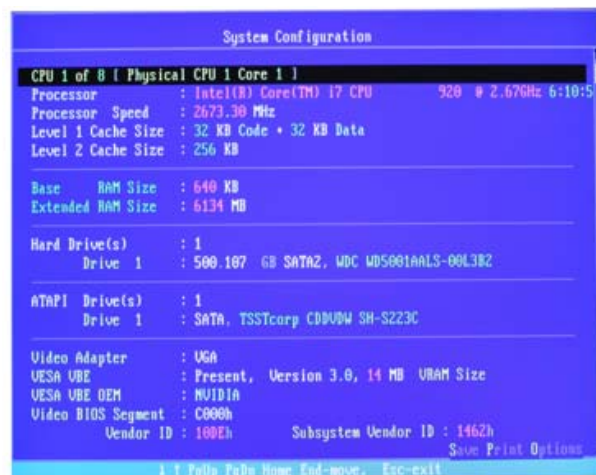 System Configuration
CPU 1 of 8 [ Physical CPU 1 Core 1 ]
Processor : Intel(R) Core(TM) i7 CPU 920 @ 2.67GHz 6:10:5
Processor Speed : 2673.30 MHz
Level 1 Cache Size : 32 KB Code + 32 KB Data
Level 2 Cache Size : 256 KB
Base RAM Size : 640 KB
Extended RAM Size : 6134 MB
Hard Drive(s) : 1
Drive 1 : 500.107 GB SATA2, WDC WD5001AALS-00L3B2
ATAPI Drive(s) : 1
Drive 1 : SATA, TSSTcorp CDDVDW SH-S223C
Video Adapter : VGA
VESA VBE : Present, Version 3.0, 14 MB VRAM Size
VESA VBE OEM : NVIDIA
Video BIOS Segment : C000h
Vendor ID : 10DEh Subsystem Vendor ID : 1462h
Save Print Options
↓ ↑ PgUp PgDn Home End-move, Esc-exit